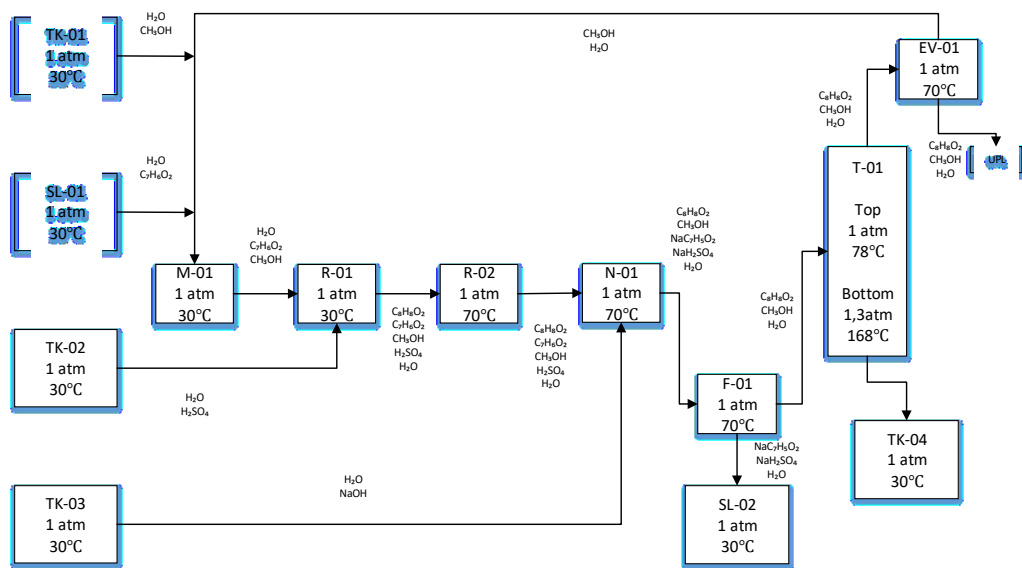 H₂O
CH₃OH
TK-01
1 atm
30℃
CH₃OH
H₂O
EV-01
1 atm
70℃
C₈H₈O₂
CH₃OH
H₂O
C₈H₈O₂
CH₃OH
H₂O
UPL
H₂O
C₇H₆O₂
SL-01
1 atm
30℃
T-01
Top
1 atm
78℃
Bottom
1,3atm
168℃
H₂O
C₇H₆O₂
CH₃OH
C₈H₈O₂
CH₃OH
NaC₇H₅O₂
NaH₂SO₄
H₂O
M-01
1 atm
30℃
R-01
1 atm
30℃
R-02
1 atm
70℃
N-01
1 atm
70℃
C₈H₈O₂
CH₃OH
H₂O
C₈H₈O₂
C₇H₆O₂
CH₃OH
H₂SO₄
H₂O
C₈H₈O₂
C₇H₆O₂
CH₃OH
H₂SO₄
H₂O
TK-02
1 atm
30℃
H₂O
H₂SO₄
F-01
1 atm
70℃
NaC₇H₅O₂
NaH₂SO₄
H₂O
TK-04
1 atm
30℃
TK-03
1 atm
30℃
H₂O
NaOH
SL-02
1 atm
30℃